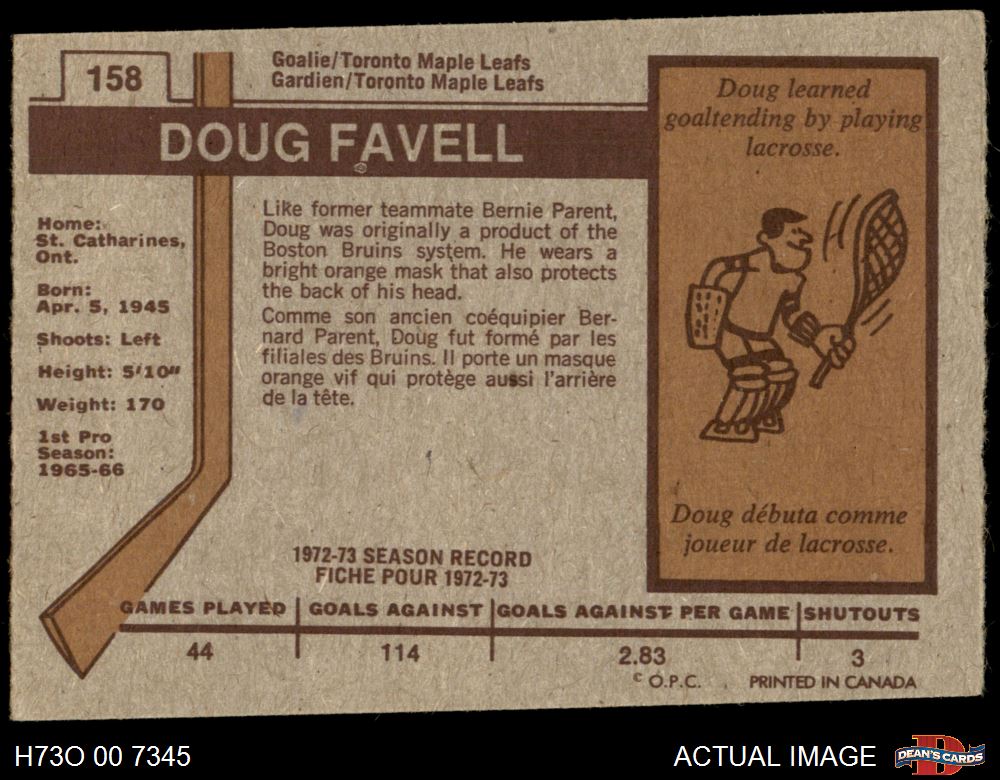 158
Goalie/Toronto Maple Leafs
Gardien/Toronto Maple Leafs
DOUG FAVELL
Home:
St. Catharines,
Ont.
Born:
Apr. 5, 1945
Shoots: Left
Height: 5'10"
Weight: 170
1st Pro
Season:
1965-66
Like former teammate Bernie Parent,
Doug was originally a product of the
Boston Bruins system. He wears a
bright orange mask that also protects
the back of his head.
Comme son ancien coéquipier Ber-
nard Parent, Doug fut formé par les
filiales des Bruins. Il porte un masque
orange vif qui protège aussi l'arrière
de la tête.
Doug learned
goaltending by playing
lacrosse.
Doug débuta comme
joueur de lacrosse.
1972-73 SEASON RECORD
FICHE POUR 1972-73
GAMES PLAYED GOALS AGAINST GOALS AGAINST PER GAME SHUTOUTS
44 114 2.83 3
© O.P.C. PRINTED IN CANADA
H73O 00 7345 ACTUAL IMAGE DEAN'S CARDS